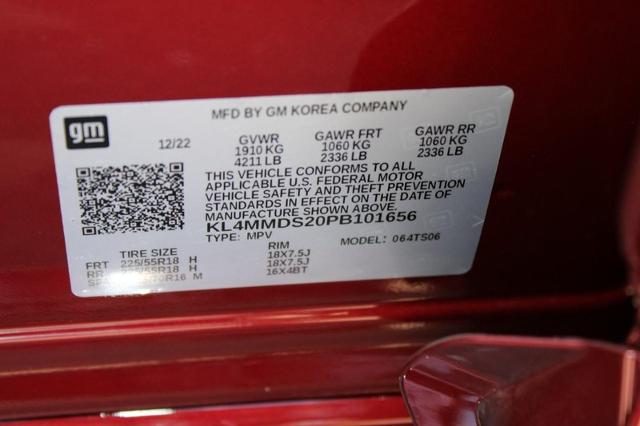 MFD BY GM KOREA COMPANY
gm
12/22 GVWR GAWR FRT GAWR RR
1910 KG 1060 KG 1060 KG
4211 LB 2336 LB 2336 LB
THIS VEHICLE CONFORMS TO ALL
APPLICABLE U.S. FEDERAL MOTOR
VEHICLE SAFETY AND THEFT PREVENTION
STANDARDS IN EFFECT ON THE DATE OF
MANUFACTURE SHOWN ABOVE.
KL4MMDS20PB101656
TYPE: MPV MODEL: 064TS06
TIRE SIZE RIM
FRT 225/55R18 H 18X7.5J
RR /55R18 H 18X7.5J
R16 M 16X4BT